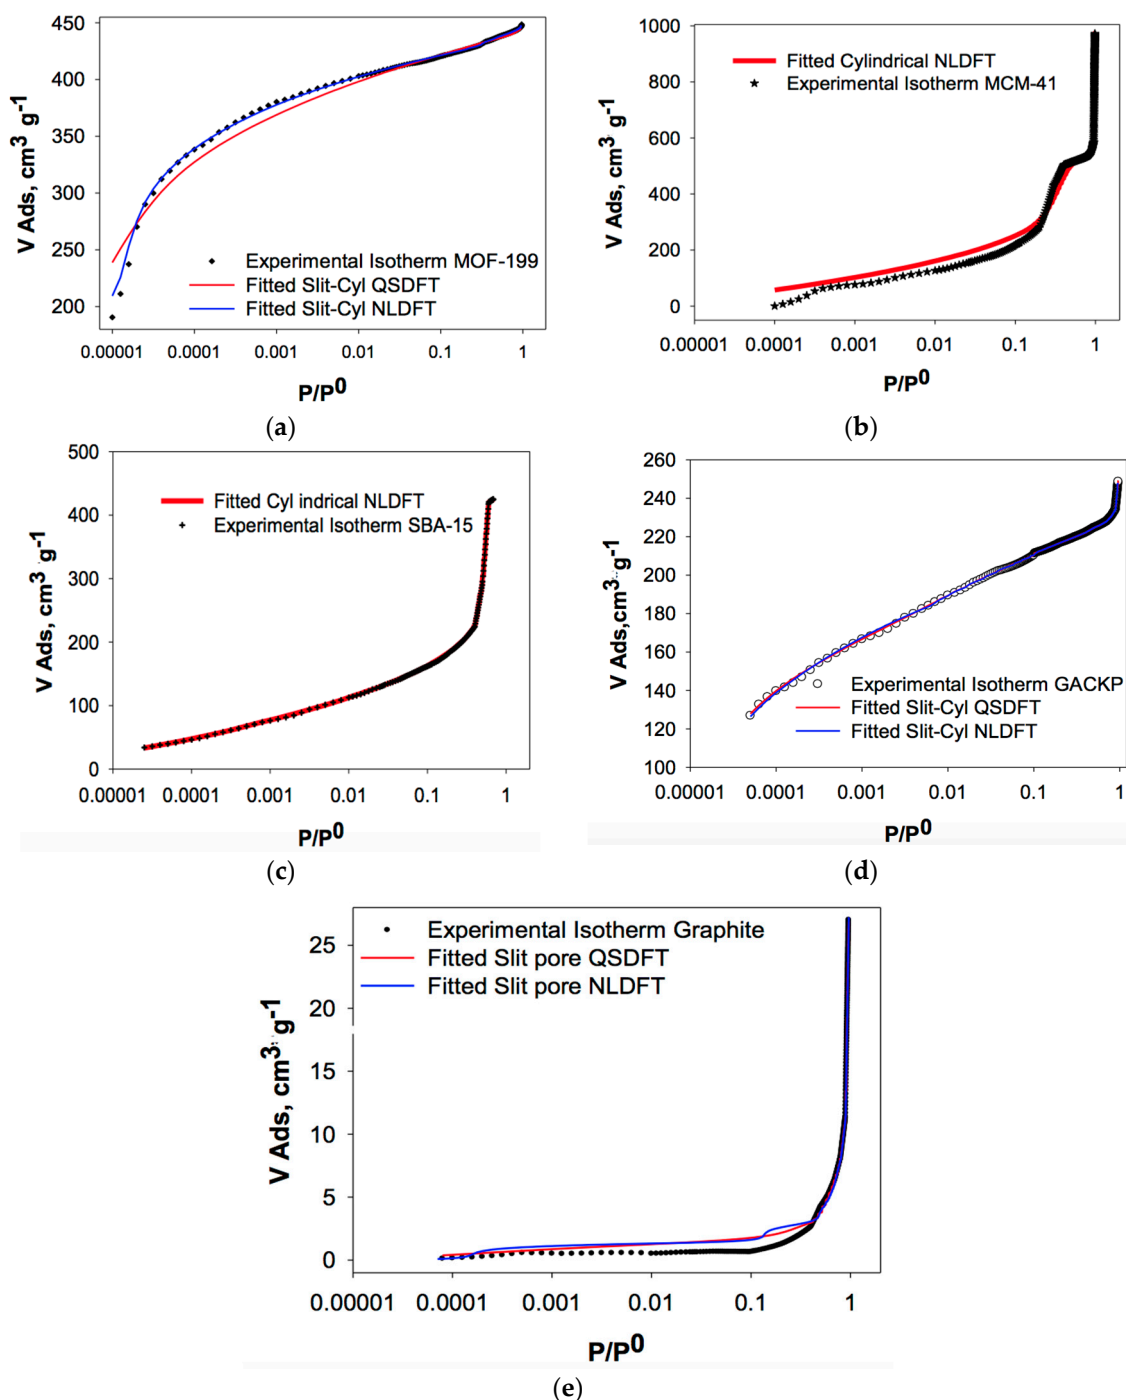 450
400
350
300
250
200
V Ads, cm³ g⁻¹
Experimental Isotherm MOF-199
Fitted Slit-Cyl QSDFT
Fitted Slit-Cyl NLDFT
0.00001 0.0001 0.001 0.01 0.1 1
P/P⁰
(a)
1000
800
600
400
200
0
V Ads, cm³ g⁻¹
Fitted Cylindrical NLDFT
Experimental Isotherm MCM-41
0.00001 0.0001 0.001 0.01 0.1 1
P/P⁰
(b)
500
400
300
200
100
0
V Ads, cm³ g⁻¹
Fitted Cyl indrical NLDFT
Experimental Isotherm SBA-15
0.00001 0.0001 0.001 0.01 0.1 1
P/P⁰
(c)
260
240
220
200
180
160
140
120
100
V Ads,cm³ g⁻¹
Experimental Isotherm GACKP
Fitted Slit-Cyl QSDFT
Fitted Slit-Cyl NLDFT
0.00001 0.0001 0.001 0.01 0.1 1
P/P⁰
(d)
25
20
15
10
5
0
V Ads, cm³ g⁻¹
Experimental Isotherm Graphite
Fitted Slit pore QSDFT
Fitted Slit pore NLDFT
0.00001 0.0001 0.001 0.01 0.1 1
P/P⁰
(e)